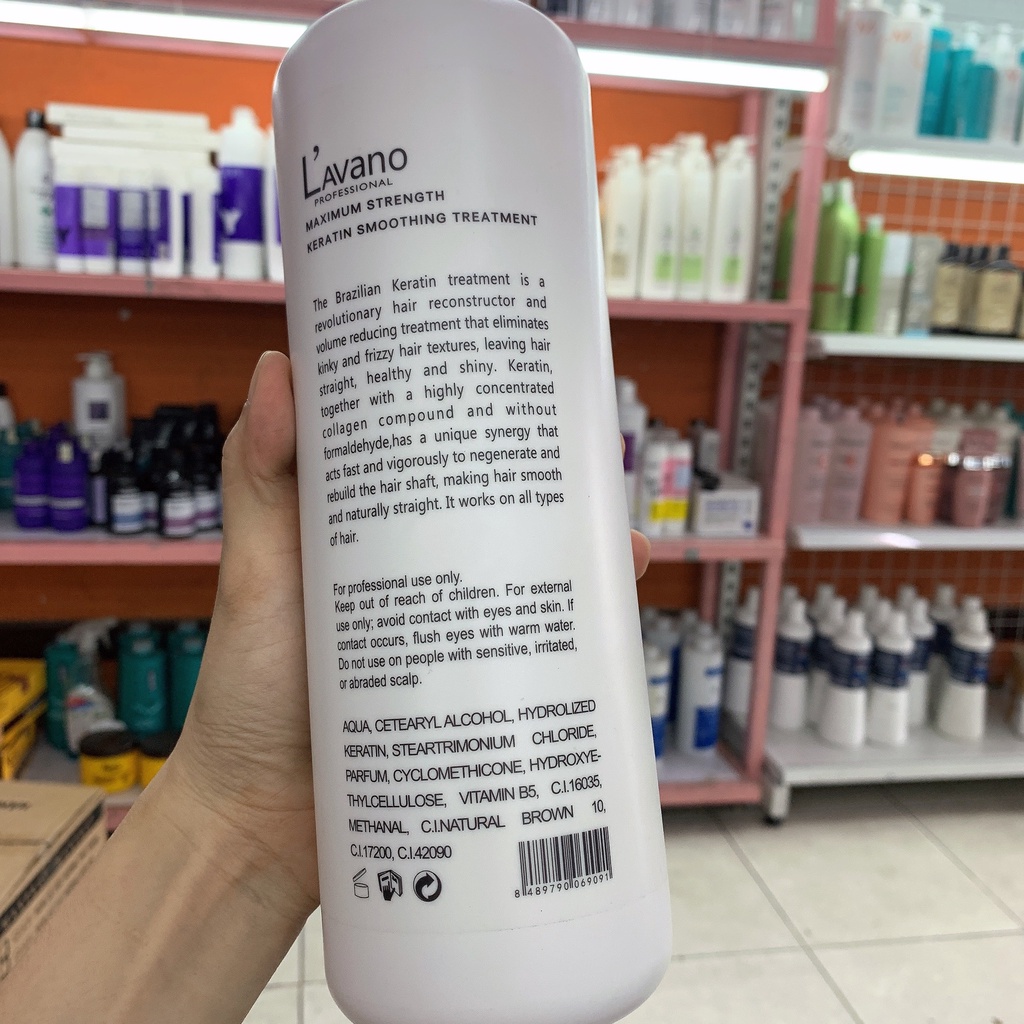 L'AVANO
PROFESSIONAL
MAXIMUM STRENGTH
KERATIN SMOOTHING TREATMENT
The Brazilian Keratin treatment is a
revolutionary hair reconstructor and
volume reducing treatment that eliminates
kinky and frizzy hair textures, leaving hair
straight, healthy and shiny. Keratin,
together with a highly concentrated
collagen compound and without
formaldehyde,has a unique synergy that
acts fast and vigorously to negenerate and
rebuild the hair shaft, making hair smooth
and naturally straight. It works on all types
of hair.
For professional use only.
Keep out of reach of children. For external
use only; avoid contact with eyes and skin. If
contact occurs, flush eyes with warm water.
Do not use on people with sensitive, irritated,
or abraded scalp.
AQUA, CETEARYL ALCOHOL, HYDROLIZED
KERATIN, STEARTRIMONIUM CHLORIDE,
PARFUM, CYCLOMETHICONE, HYDROXYE-
THYLCELLULOSE, VITAMIN B5, C.I.16035,
METHANAL, C.I.NATURAL BROWN 10,
C.I.17200, C.I.42090
8 489790 069091